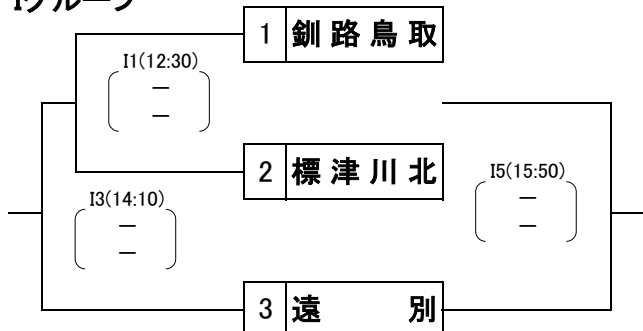 Iグループ
1 釧路鳥取
I1(12:30)
－
－
2 標津川北
I3(14:10)
－
－
I5(15:50)
－
－
3 遠別